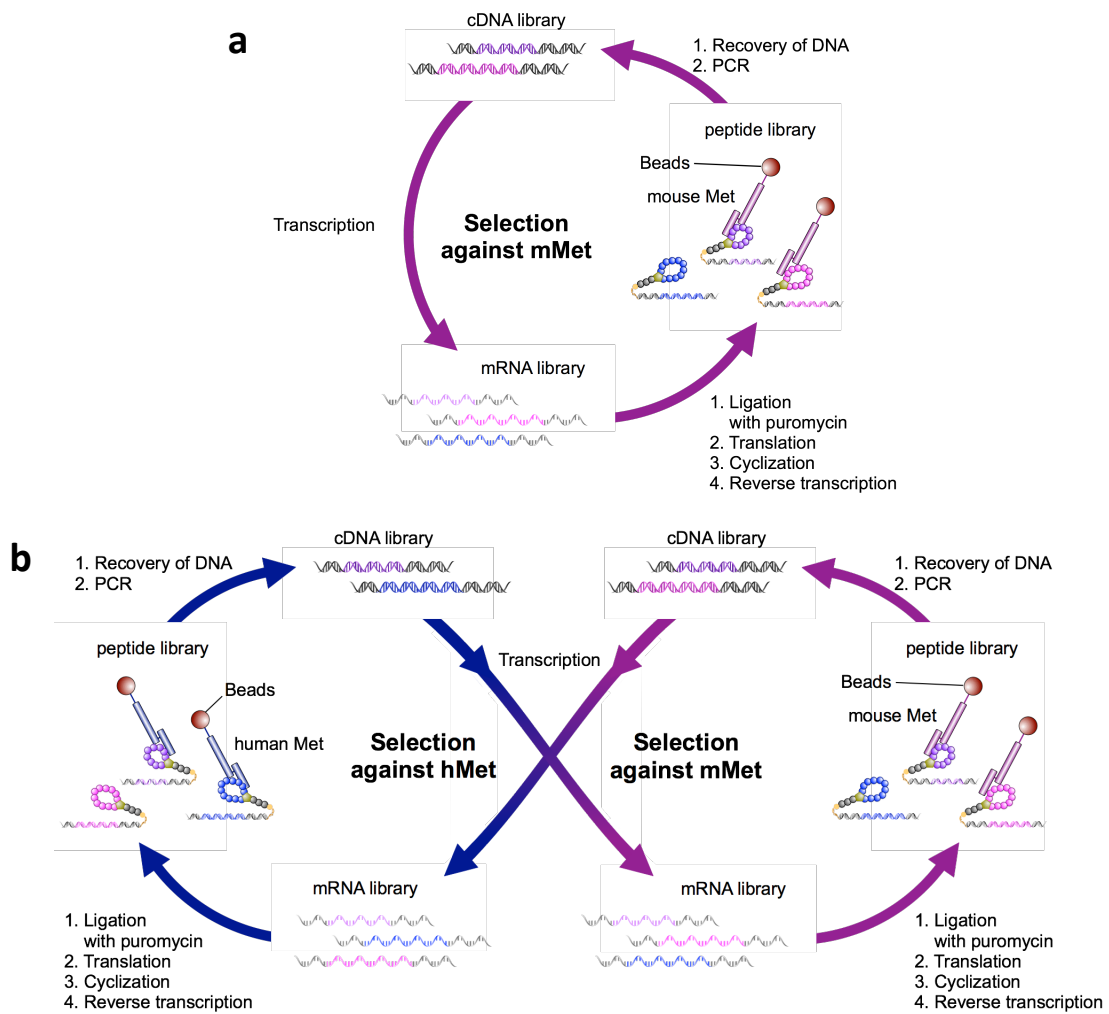 a
cDNA library
1. Recovery of DNA
2. PCR
peptide library
Beads
mouse Met
Transcription
Selection
against mMet
mRNA library
1. Ligation
with puromycin
2. Translation
3. Cyclization
4. Reverse transcription
b
1. Recovery of DNA
2. PCR
cDNA library
cDNA library
1. Recovery of DNA
2. PCR
peptide library
Beads
human Met
Transcription
peptide library
Beads
mouse Met
Selection
against hMet
Selection
against mMet
mRNA library
mRNA library
1. Ligation
with puromycin
2. Translation
3. Cyclization
4. Reverse transcription
1. Ligation
with puromycin
2. Translation
3. Cyclization
4. Reverse transcription